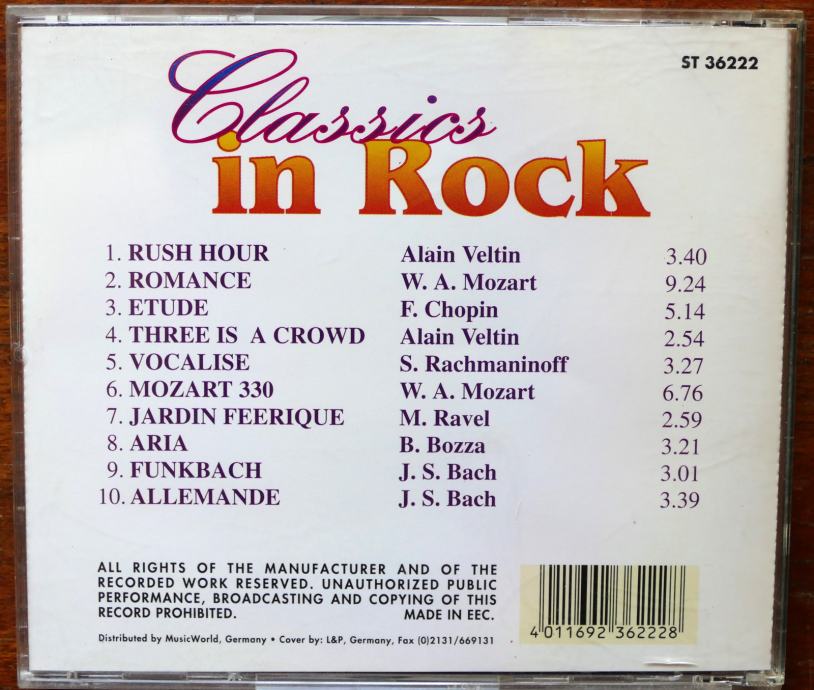 ST 36222
Classics
in Rock
1. RUSH HOUR Alain Veltin 3.40
2. ROMANCE W. A. Mozart 9.24
3. ETUDE F. Chopin 5.14
4. THREE IS A CROWD Alain Veltin 2.54
5. VOCALISE S. Rachmaninoff 3.27
6. MOZART 330 W. A. Mozart 6.76
7. JARDIN FEERIQUE M. Ravel 2.59
8. ARIA B. Bozza 3.21
9. FUNKBACH J. S. Bach 3.01
10. ALLEMANDE J. S. Bach 3.39
ALL RIGHTS OF THE MANUFACTURER AND OF THE
RECORDED WORK RESERVED. UNAUTHORIZED PUBLIC
PERFORMANCE, BROADCASTING AND COPYING OF THIS
RECORD PROHIBITED. MADE IN EEC.
Distributed by MusicWorld, Germany • Cover by: L&P, Germany, Fax (0)2131/669131
4 011692 362228